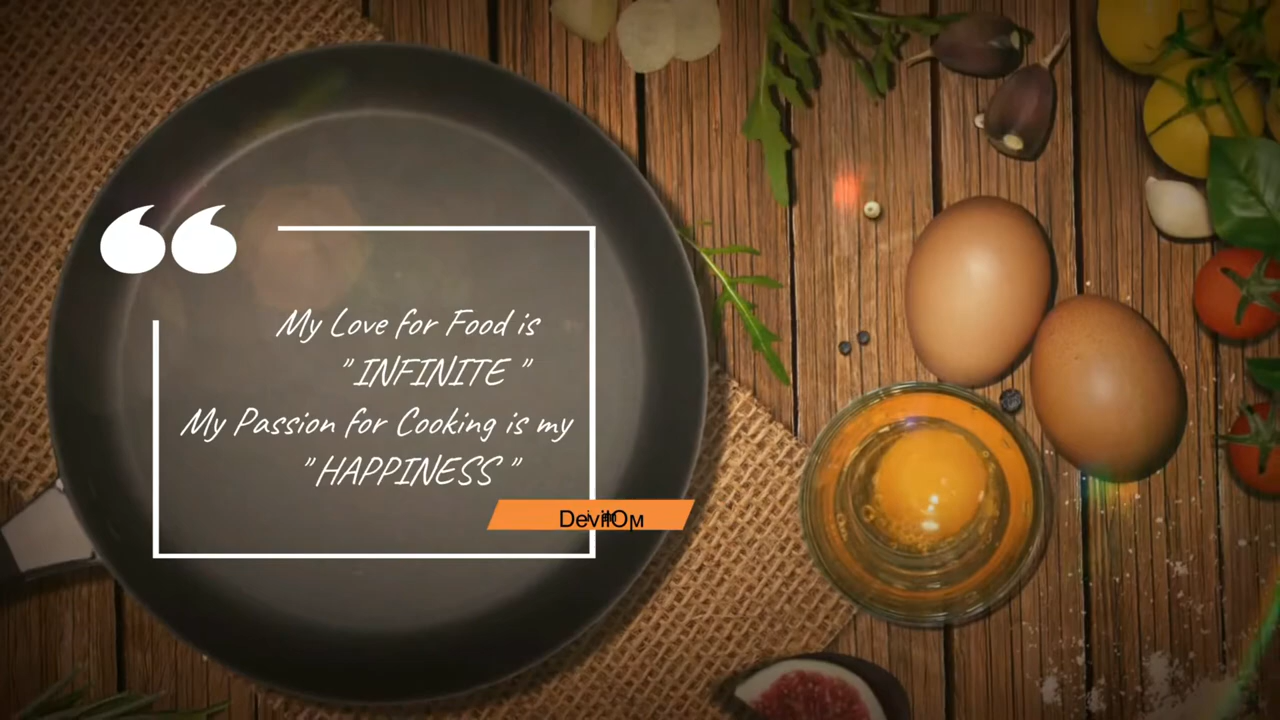 My Love for Food is
" INFINITE "
My Passion for Cooking is my
" HAPPINESS "